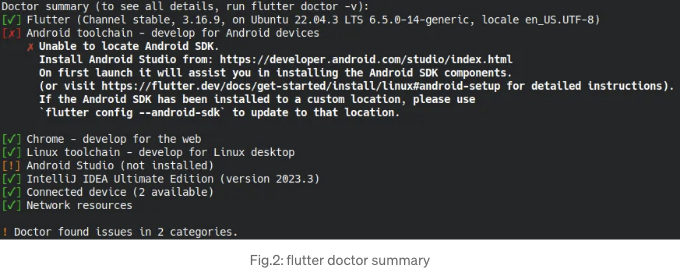 Doctor summary (to see all details, run flutter doctor -v):
[✓] Flutter (Channel stable, 3.16.9, on Ubuntu 22.04.3 LTS 6.5.0-14-generic, locale en_US.UTF-8)
[✗] Android toolchain - develop for Android devices
✗ Unable to locate Android SDK.
Install Android Studio from: https://developer.android.com/studio/index.html
On first launch it will assist you in installing the Android SDK components.
(or visit https://flutter.dev/docs/get-started/install/linux#android-setup for detailed instructions).
If the Android SDK has been installed to a custom location, please use
`flutter config --android-sdk` to update to that location.
[✓] Chrome - develop for the web
[✓] Linux toolchain - develop for Linux desktop
[!] Android Studio (not installed)
[✓] IntelliJ IDEA Ultimate Edition (version 2023.3)
[✓] Connected device (2 available)
[✓] Network resources
! Doctor found issues in 2 categories.
Fig.2: flutter doctor summary